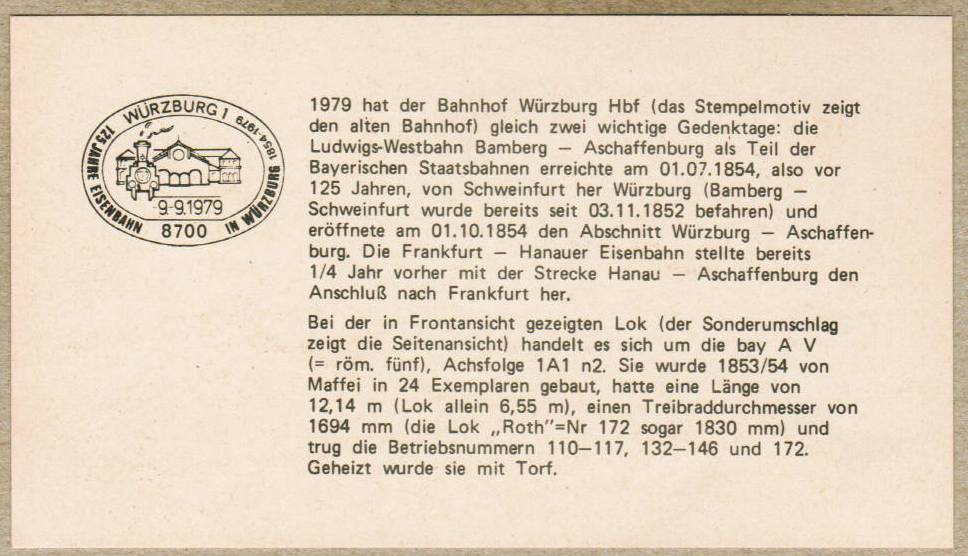 WÜRZBURG 1
125 JAHRE EISENBAHN IN WÜRZBURG 1854-1979
9.-9.1979
8700
1979 hat der Bahnhof Würzburg Hbf (das Stempelmotiv zeigt
den alten Bahnhof) gleich zwei wichtige Gedenktage: die
Ludwigs-Westbahn Bamberg – Aschaffenburg als Teil der
Bayerischen Staatsbahnen erreichte am 01.07.1854, also vor
125 Jahren, von Schweinfurt her Würzburg (Bamberg –
Schweinfurt wurde bereits seit 03.11.1852 befahren) und
eröffnete am 01.10.1854 den Abschnitt Würzburg – Aschaffen-
burg. Die Frankfurt – Hanauer Eisenbahn stellte bereits
1/4 Jahr vorher mit der Strecke Hanau – Aschaffenburg den
Anschluß nach Frankfurt her.
Bei der in Frontansicht gezeigten Lok (der Sonderumschlag
zeigt die Seitenansicht) handelt es sich um die bay A V
(= röm. fünf), Achsfolge 1A1 n2. Sie wurde 1853/54 von
Maffei in 24 Exemplaren gebaut, hatte eine Länge von
12,14 m (Lok allein 6,55 m), einen Treibraddurchmesser von
1694 mm (die Lok „Roth"=Nr 172 sogar 1830 mm) und
trug die Betriebsnummern 110–117, 132–146 und 172.
Geheizt wurde sie mit Torf.